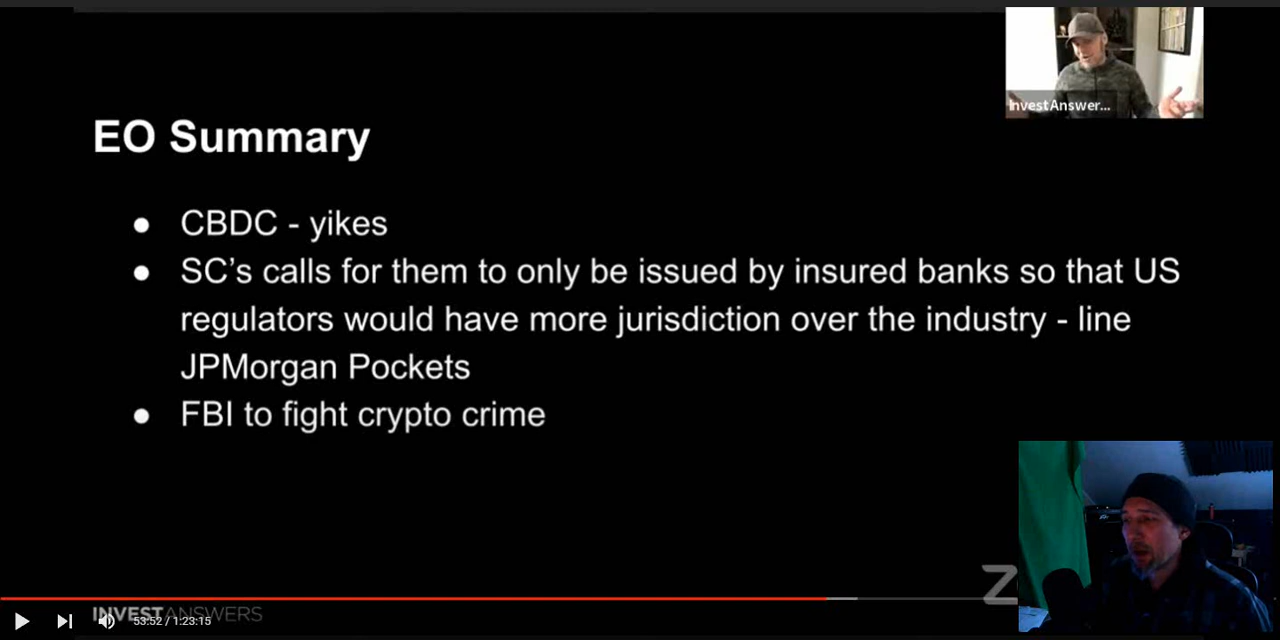 InvestAnswer...
EO Summary
● CBDC - yikes
● SC’s calls for them to only be issued by insured banks so that US
regulators would have more jurisdiction over the industry - line
JPMorgan Pockets
● FBI to fight crypto crime
Z
INVESTANSWERS
53:52 / 1:23:15